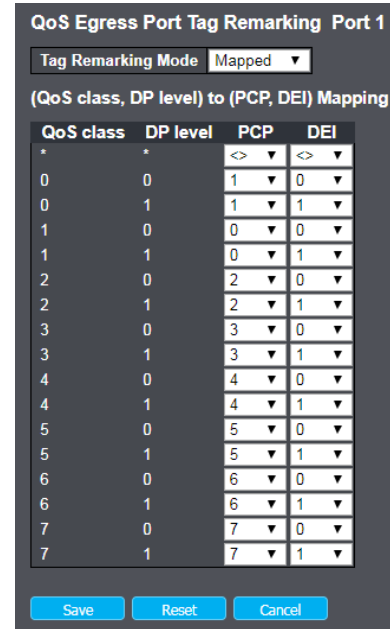 QoS Egress Port Tag Remarking Port 1
Tag Remarking Mode Mapped ▼
(QoS class, DP level) to (PCP, DEI) Mapping
QoS class DP level PCP DEI
* * <> ▼ <> ▼
0 0 1 ▼ 0 ▼
0 1 1 ▼ 1 ▼
1 0 0 ▼ 0 ▼
1 1 0 ▼ 1 ▼
2 0 2 ▼ 0 ▼
2 1 2 ▼ 1 ▼
3 0 3 ▼ 0 ▼
3 1 3 ▼ 1 ▼
4 0 4 ▼ 0 ▼
4 1 4 ▼ 1 ▼
5 0 5 ▼ 0 ▼
5 1 5 ▼ 1 ▼
6 0 6 ▼ 0 ▼
6 1 6 ▼ 1 ▼
7 0 7 ▼ 0 ▼
7 1 7 ▼ 1 ▼
Save Reset Cancel